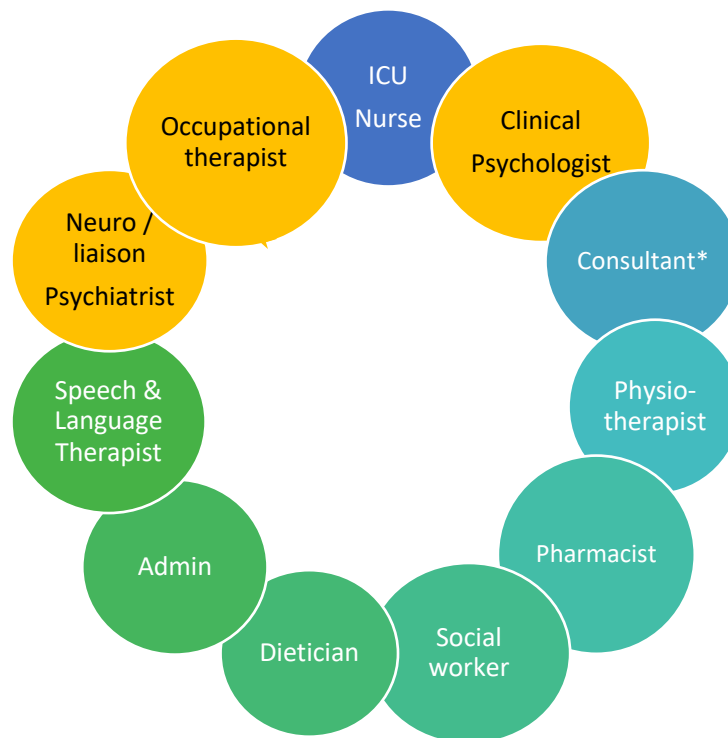 ICU
Nurse
Clinical
Psychologist
Consultant*
Physio-
therapist
Pharmacist
Social
worker
Dietician
Admin
Speech &
Language
Therapist
Neuro /
liaison
Psychiatrist
Occupational
therapist